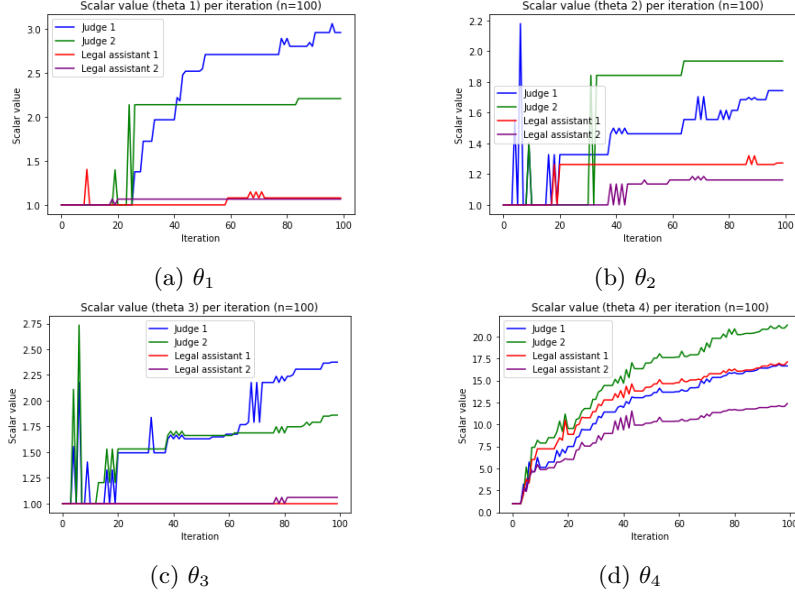 Scalar value (theta 1) per iteration (n=100)
Judge 1
Judge 2
Legal assistant 1
Legal assistant 2
Scalar value
3.0
2.5
2.0
1.5
1.0
0 20 40 60 80 100
Iteration
(a) θ1
Scalar value (theta 2) per iteration (n=100)
Judge 1
Judge 2
Legal assistant 1
Legal assistant 2
Scalar value
2.2
2.0
1.8
1.6
1.4
1.2
1.0
0 20 40 60 80 100
Iteration
(b) θ2
Scalar value (theta 3) per iteration (n=100)
Judge 1
Judge 2
Legal assistant 1
Legal assistant 2
Scalar value
2.75
2.50
2.25
2.00
1.75
1.50
1.25
1.00
0 20 40 60 80 100
Iteration
(c) θ3
Scalar value (theta 4) per iteration (n=100)
Judge 1
Judge 2
Legal assistant 1
Legal assistant 2
Scalar value
20.0
17.5
15.0
12.5
10.0
7.5
5.0
2.5
0.0
0 20 40 60 80 100
Iteration
(d) θ4